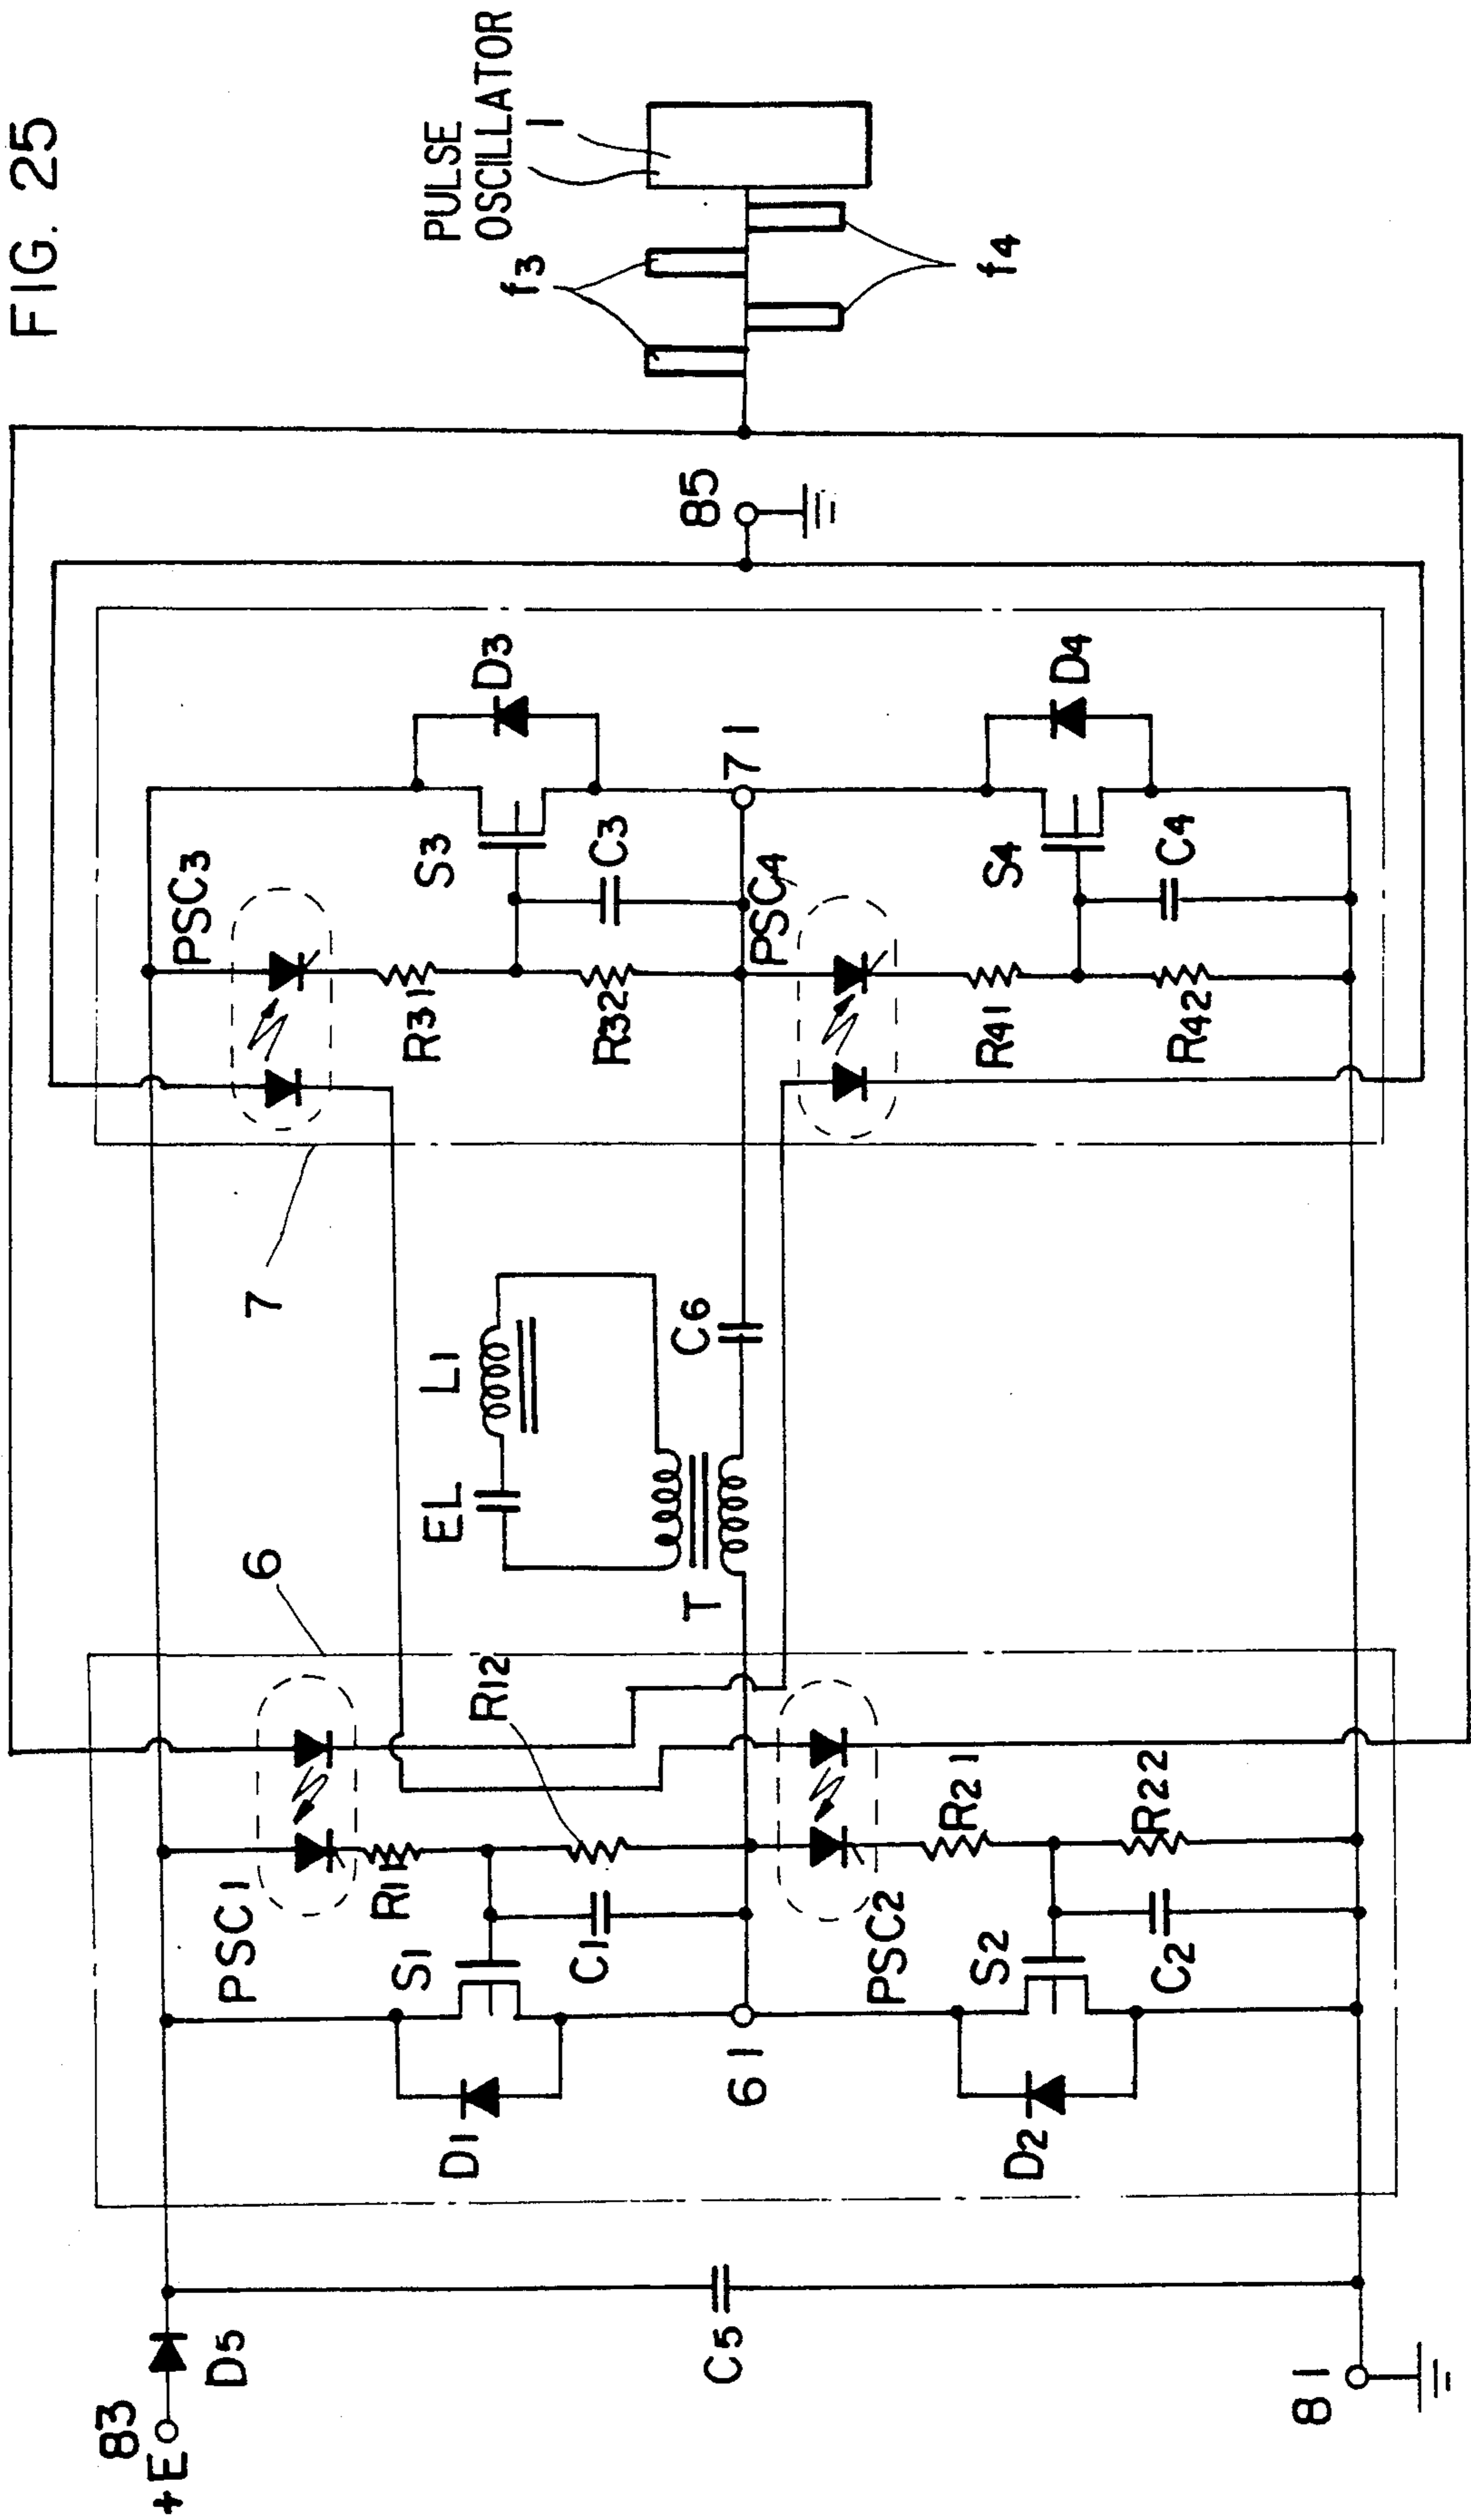 FIG. 25
PULSE
OSCILLATOR
1
f3
f4
85
PSC3
S3
D3
R31
C3
R32
71
PSC4
S4
D4
R41
C4
R42
7
L1
EL
C6
T
6
PSC1
R11
R12
S1
C1
D1
61
PSC2
R21
R22
S2
C2
D2
83
+E
D5
C5
81